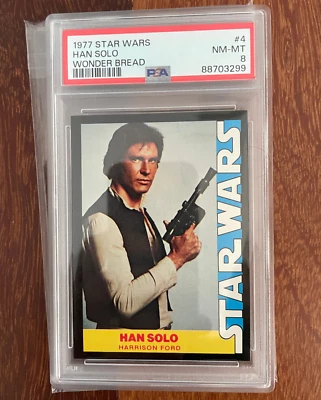 1977 STAR WARS #4
HAN SOLO NM-MT
WONDER BREAD PSA 8
88703299
STAR WARS
HAN SOLO
HARRISON FORD